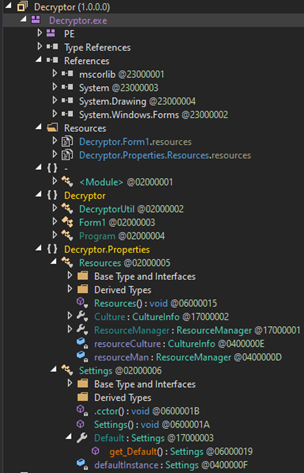 Decryptor (1.0.0.0)
Decryptor.exe
PE
Type References
References
mscorlib @23000001
System @23000003
System.Drawing @23000004
System.Windows.Forms @23000002
Resources
Decryptor.Form1.resources
Decryptor.Properties.Resources.resources
{ } -
<Module> @02000001
{ } Decryptor
DecryptorUtil @02000002
Form1 @02000003
Program @02000004
{ } Decryptor.Properties
Resources @02000005
Base Type and Interfaces
Derived Types
Resources() : void @06000015
Culture : CultureInfo @17000002
ResourceManager : ResourceManager @17000001
resourceCulture : CultureInfo @0400000E
resourceMan : ResourceManager @0400000D
Settings @02000006
Base Type and Interfaces
Derived Types
.cctor() : void @0600001B
Settings() : void @0600001A
Default : Settings @17000003
get_Default() : Settings @06000019
defaultInstance : Settings @0400000F